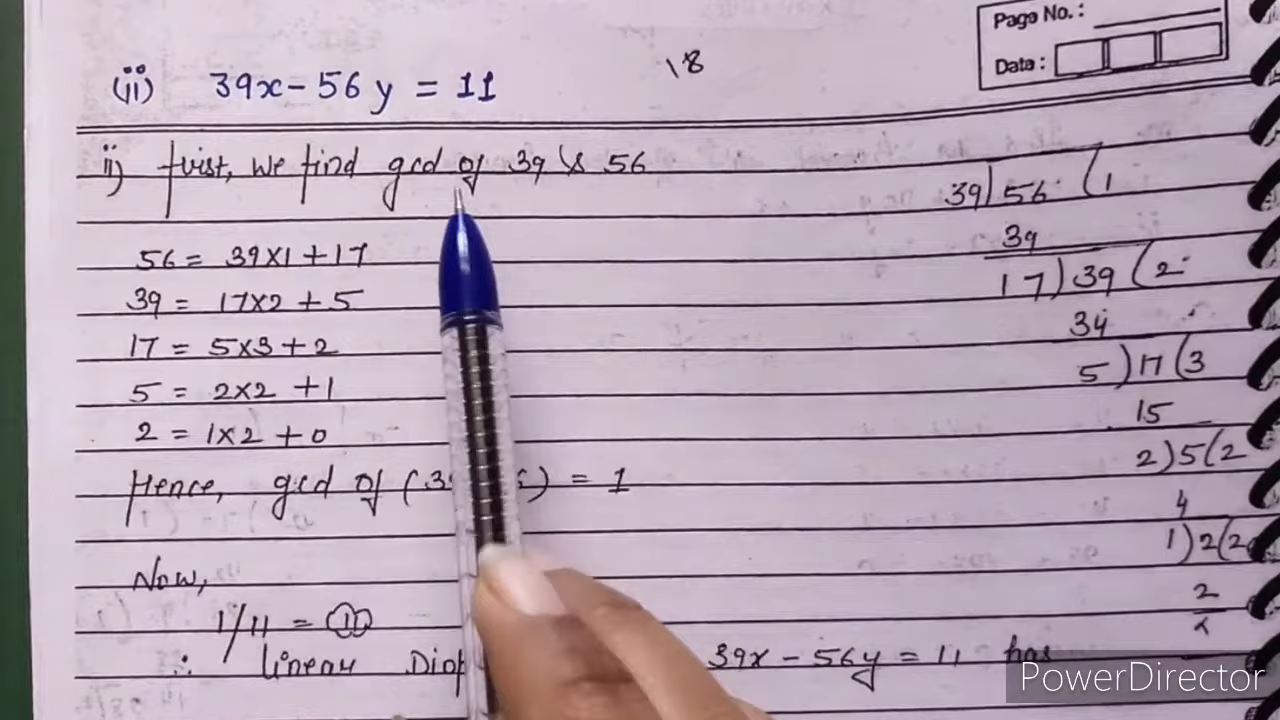 Page No.:
Date:
18
(ii) 39x - 56y = 11
ii) first, we find gcd of 39 & 56
56 = 39×1 + 17
39 = 17×2 + 5
17 = 5×3 + 2
5 = 2×2 + 1
2 = 1×2 + 0
Hence, gcd of (3 ) = 1
Now,
1/11 =
∴ linear Diop 39x - 56y = 11 has
39)56(1
39
17)39(2
34
5)17(3
15
2)5(2
4
1)2(2
2
×
PowerDirector